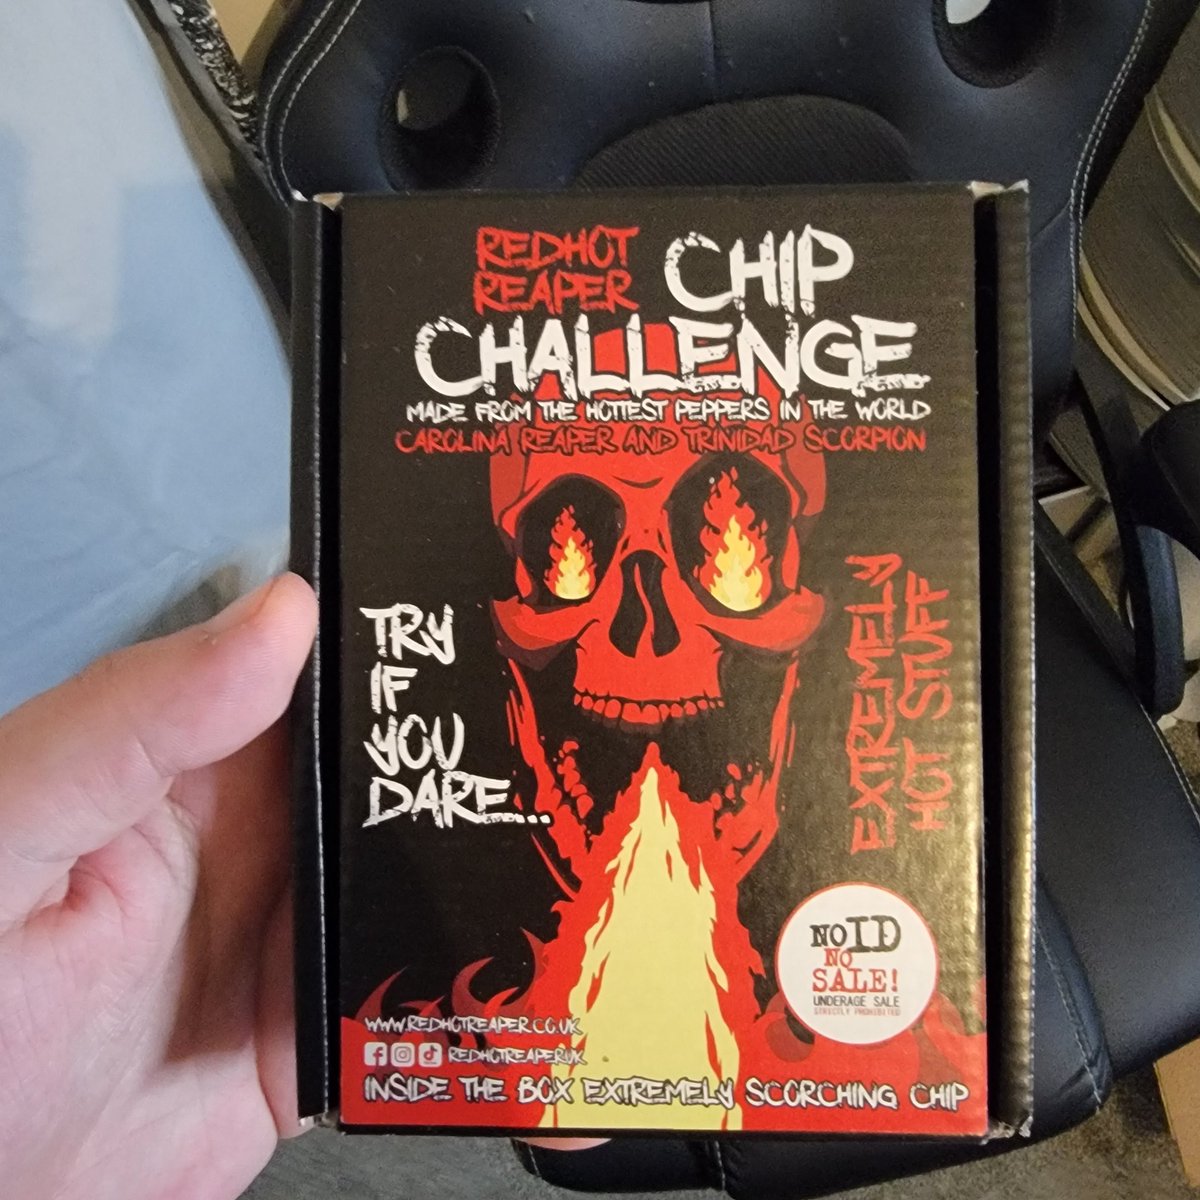 REDHOT
REAPER
CHIP
CHALLENGE
MADE FROM THE HOTTEST PEPPERS IN THE WORLD
CAROLINA REAPER AND TRINIDAD SCORPION
TRY
IF
YOU
DARE...
EXTREMELY
HOT STUFF
NO ID
NO
SALE!
UNDERAGE SALE
STRICTLY PROHIBITED
WWW.REDHOTREAPER.CO.UK
REDHOTREAPERUK
INSIDE THE BOX EXTREMELY SCORCHING CHIP